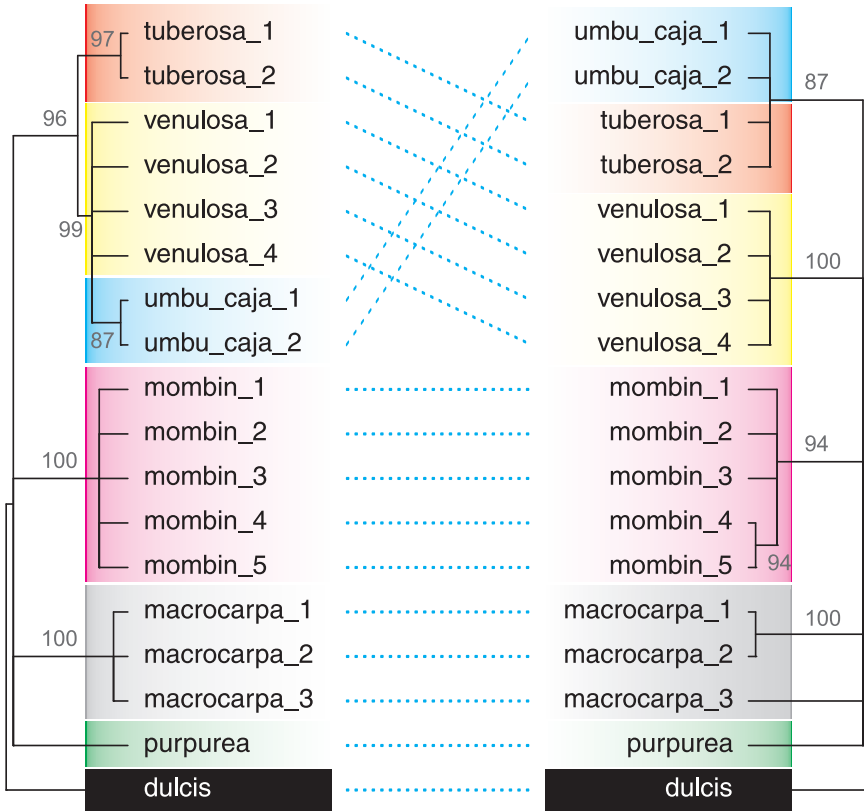 97
tuberosa_1
tuberosa_2
96
venulosa_1
venulosa_2
venulosa_3
99
venulosa_4
umbu_caja_1
87
umbu_caja_2
mombin_1
mombin_2
100
mombin_3
mombin_4
mombin_5
macrocarpa_1
100
macrocarpa_2
macrocarpa_3
purpurea
dulcis
umbu_caja_1
umbu_caja_2
87
tuberosa_1
tuberosa_2
venulosa_1
venulosa_2
100
venulosa_3
venulosa_4
mombin_1
mombin_2
94
mombin_3
mombin_4
mombin_5
94
macrocarpa_1
100
macrocarpa_2
macrocarpa_3
purpurea
dulcis